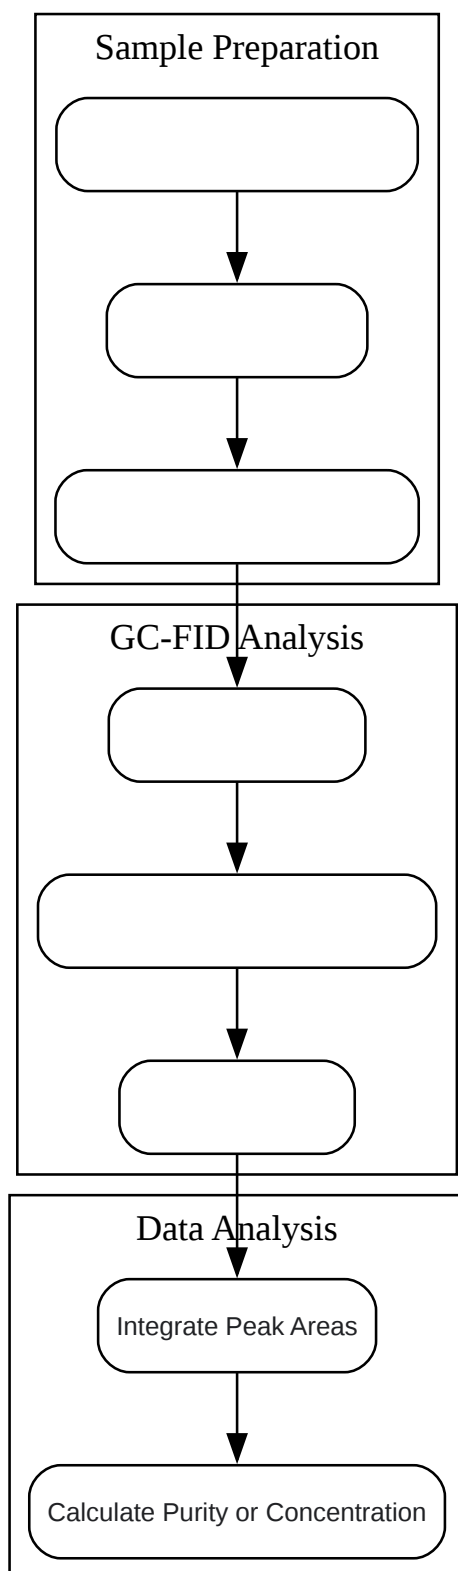 Sample Preparation
GC-FID Analysis
Data Analysis
Integrate Peak Areas
Calculate Purity or Concentration